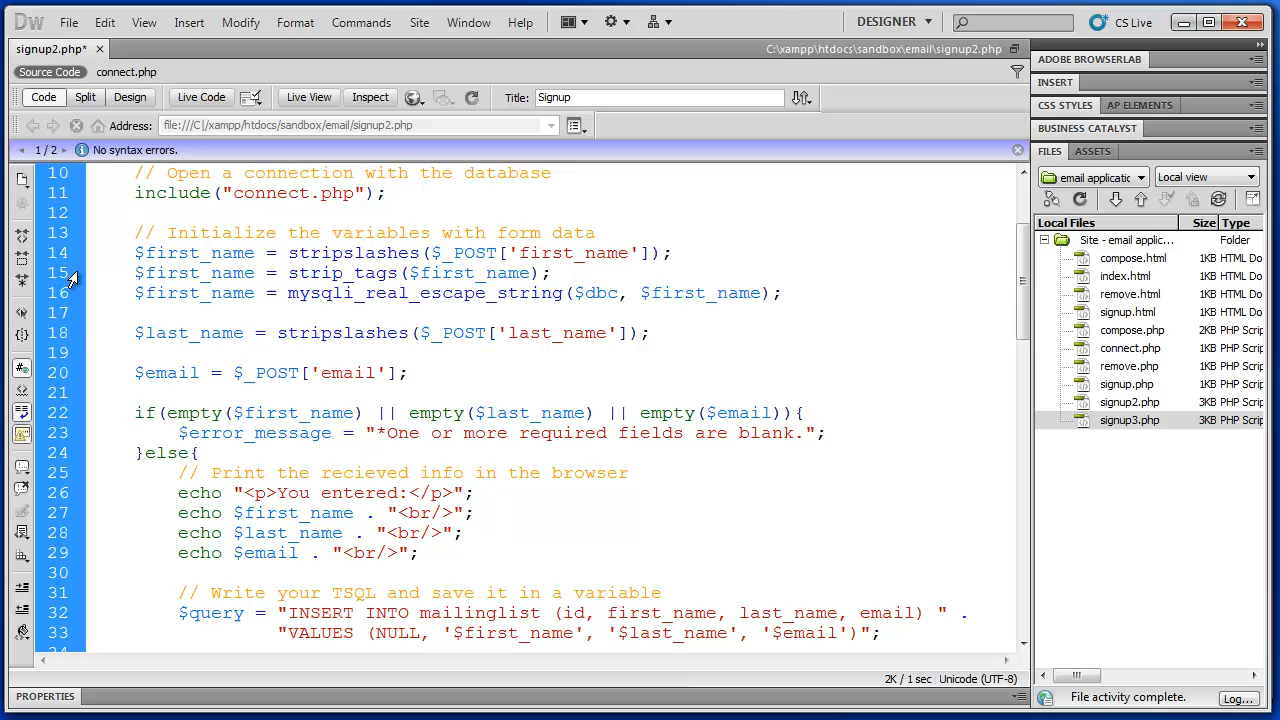 Dw File Edit View Insert Modify Format Commands Site Window Help DESIGNER CS Live
signup2.php* C:\xampp\htdocs\sandbox\email\signup2.php
Source Code connect.php
Code Split Design Live Code Live View Inspect Title: Signup
Address: file:///C|/xampp/htdocs/sandbox/email/signup2.php
1 / 2 No syntax errors.
10 // Open a connection with the database
11 include("connect.php");
12
13 // Initialize the variables with form data
14 $first_name = stripslashes($_POST['first_name']);
15 $first_name = strip_tags($first_name);
16 $first_name = mysqli_real_escape_string($dbc, $first_name);
17
18 $last_name = stripslashes($_POST['last_name']);
19
20 $email = $_POST['email'];
21
22 if(empty($first_name) || empty($last_name) || empty($email)){
23 $error_message = "*One or more required fields are blank.";
24 }else{
25 // Print the recieved info in the browser
26 echo "<p>You entered:</p>";
27 echo $first_name . "<br/>";
28 echo $last_name . "<br/>";
29 echo $email . "<br/>";
30
31 // Write your TSQL and save it in a variable
32 $query = "INSERT INTO mailinglist (id, first_name, last_name, email) " .
33 "VALUES (NULL, '$first_name', '$last_name', '$email')";
2K / 1 sec Unicode (UTF-8)
PROPERTIES
ADOBE BROWSERLAB
INSERT
CSS STYLES AP ELEMENTS
BUSINESS CATALYST
FILES ASSETS
email applicatic Local view
Local Files Size Type
Site - email applic... Folder
compose.html 1KB HTML Do
index.html 1KB HTML Do
remove.html 1KB HTML Do
signup.html 1KB HTML Do
compose.php 2KB PHP Scri
connect.php 1KB PHP Scri
remove.php 1KB PHP Scri
signup.php 1KB PHP Scri
signup2.php 2KB PHP Scri
signup3.php 3KB PHP Scri
File activity complete. Log...